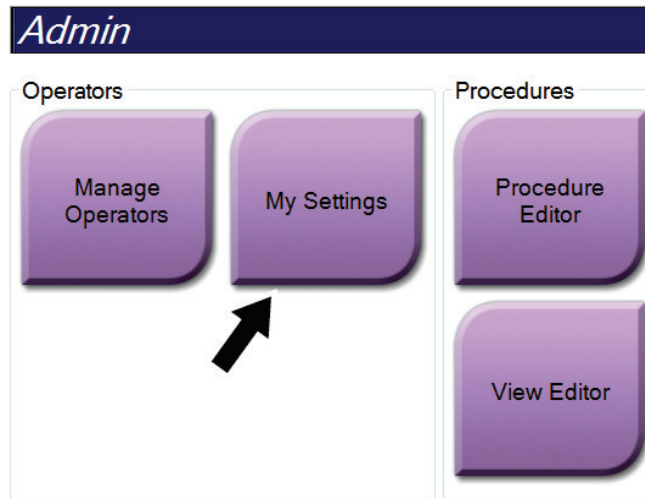 Admin
Operators
Procedures
Manage
Operators
My Settings
Procedure
Editor
View Editor